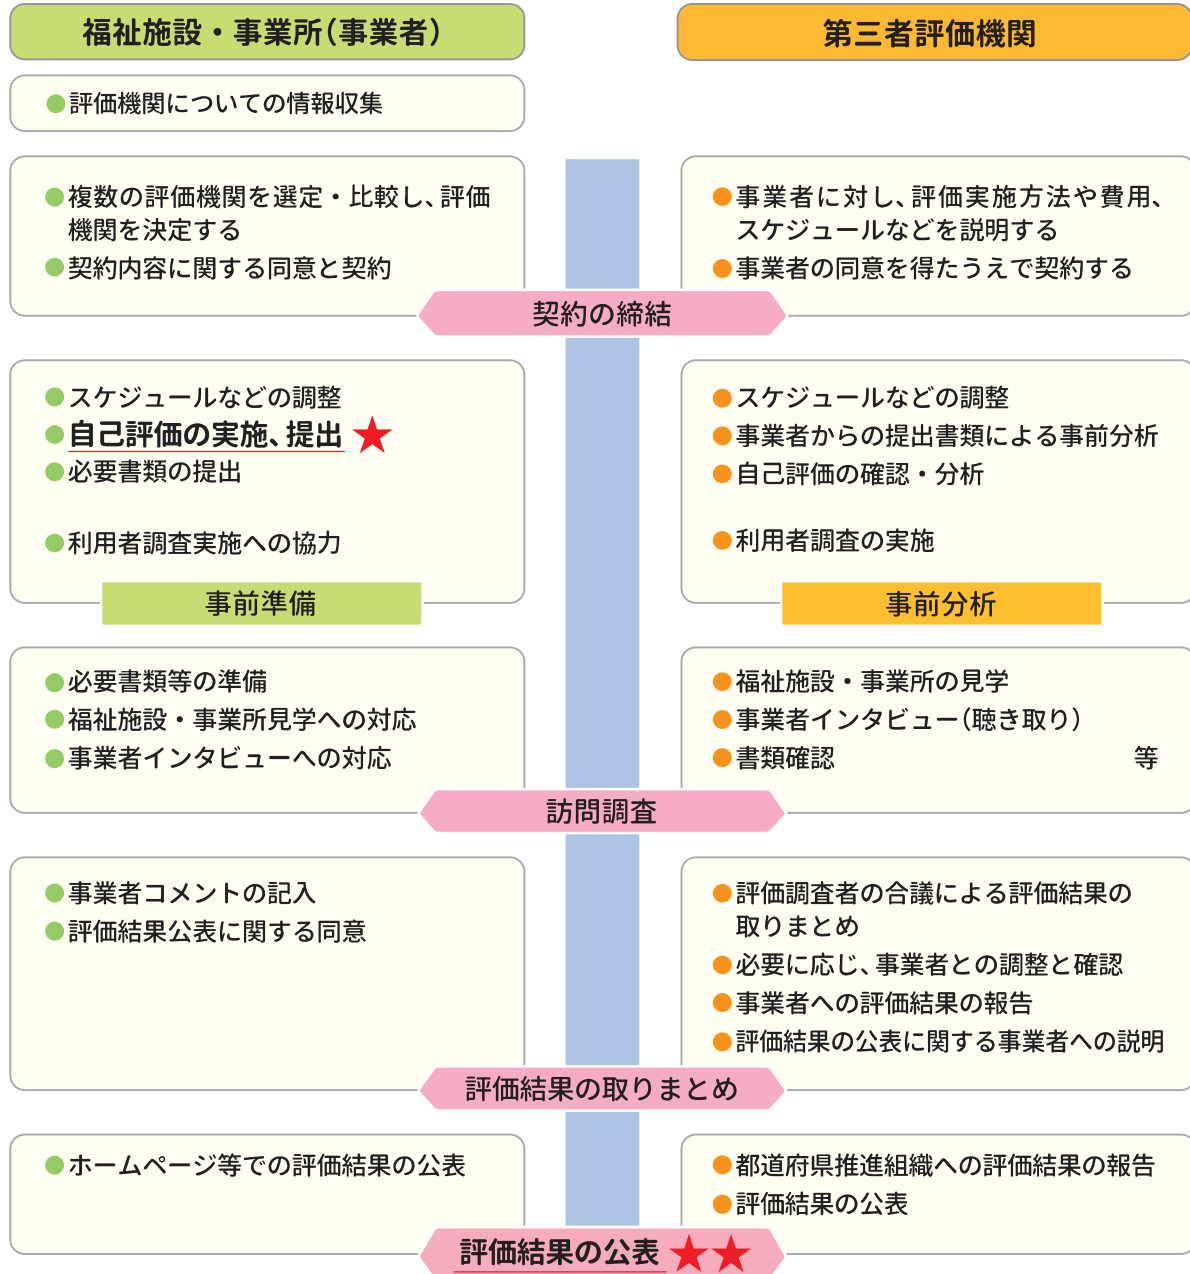 福祉施設・事業所（事業者）
第三者評価機関
●評価機関についての情報収集
●複数の評価機関を選定・比較し、評価
機関を決定する
●契約内容に関する同意と契約
●事業者に対し、評価実施方法や費用、
スケジュールなどを説明する
●事業者の同意を得たうえで契約する
契約の締結
●スケジュールなどの調整
●自己評価の実施、提出 ★
●必要書類の提出
●利用者調査実施への協力
事前準備
●スケジュールなどの調整
●事業者からの提出書類による事前分析
●自己評価の確認・分析
●利用者調査の実施
事前分析
●必要書類等の準備
●福祉施設・事業所見学への対応
●事業者インタビューへの対応
●福祉施設・事業所の見学
●事業者インタビュー（聴き取り）
●書類確認 等
訪問調査
●事業者コメントの記入
●評価結果公表に関する同意
●評価調査者の合議による評価結果の
取りまとめ
●必要に応じ、事業者との調整と確認
●事業者への評価結果の報告
●評価結果の公表に関する事業者への説明
評価結果の取りまとめ
●ホームページ等での評価結果の公表
●都道府県推進組織への評価結果の報告
●評価結果の公表
評価結果の公表 ★★